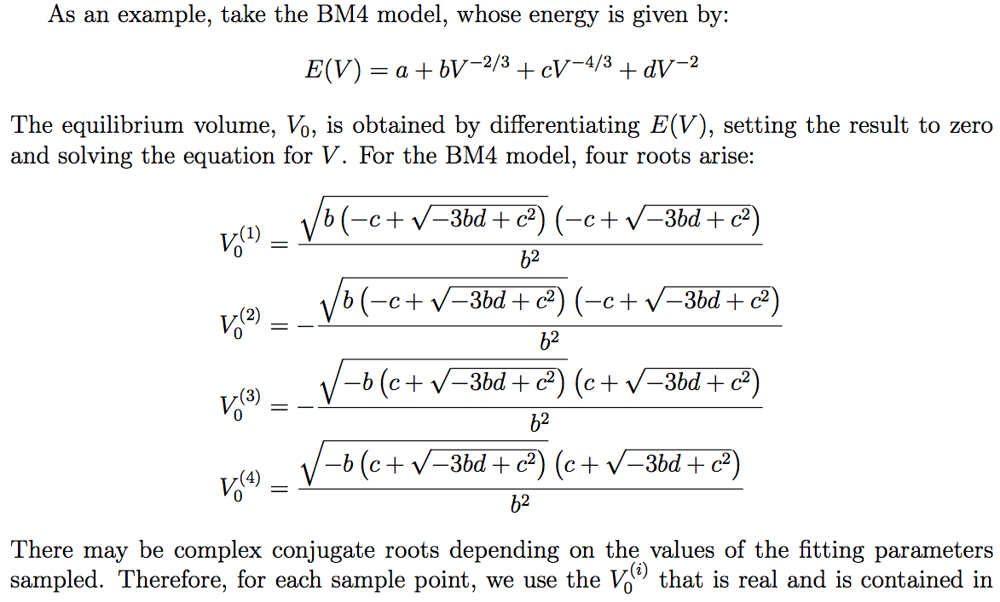 As an example, take the BM4 model, whose energy is given by:
E(V) = a + bV^{-2/3} + cV^{-4/3} + dV^{-2}
The equilibrium volume, V_0, is obtained by differentiating E(V), setting the result to zero
and solving the equation for V. For the BM4 model, four roots arise:
V_0^{(1)} = \frac{\sqrt{b\left(-c + \sqrt{-3bd + c^2}\right)}\left(-c + \sqrt{-3bd + c^2}\right)}{b^2}
V_0^{(2)} = -\frac{\sqrt{b\left(-c + \sqrt{-3bd + c^2}\right)}\left(-c + \sqrt{-3bd + c^2}\right)}{b^2}
V_0^{(3)} = -\frac{\sqrt{-b\left(c + \sqrt{-3bd + c^2}\right)}\left(c + \sqrt{-3bd + c^2}\right)}{b^2}
V_0^{(4)} = \frac{\sqrt{-b\left(c + \sqrt{-3bd + c^2}\right)}\left(c + \sqrt{-3bd + c^2}\right)}{b^2}
There may be complex conjugate roots depending on the values of the fitting parameters
sampled. Therefore, for each sample point, we use the V_0^{(i)} that is real and is contained in